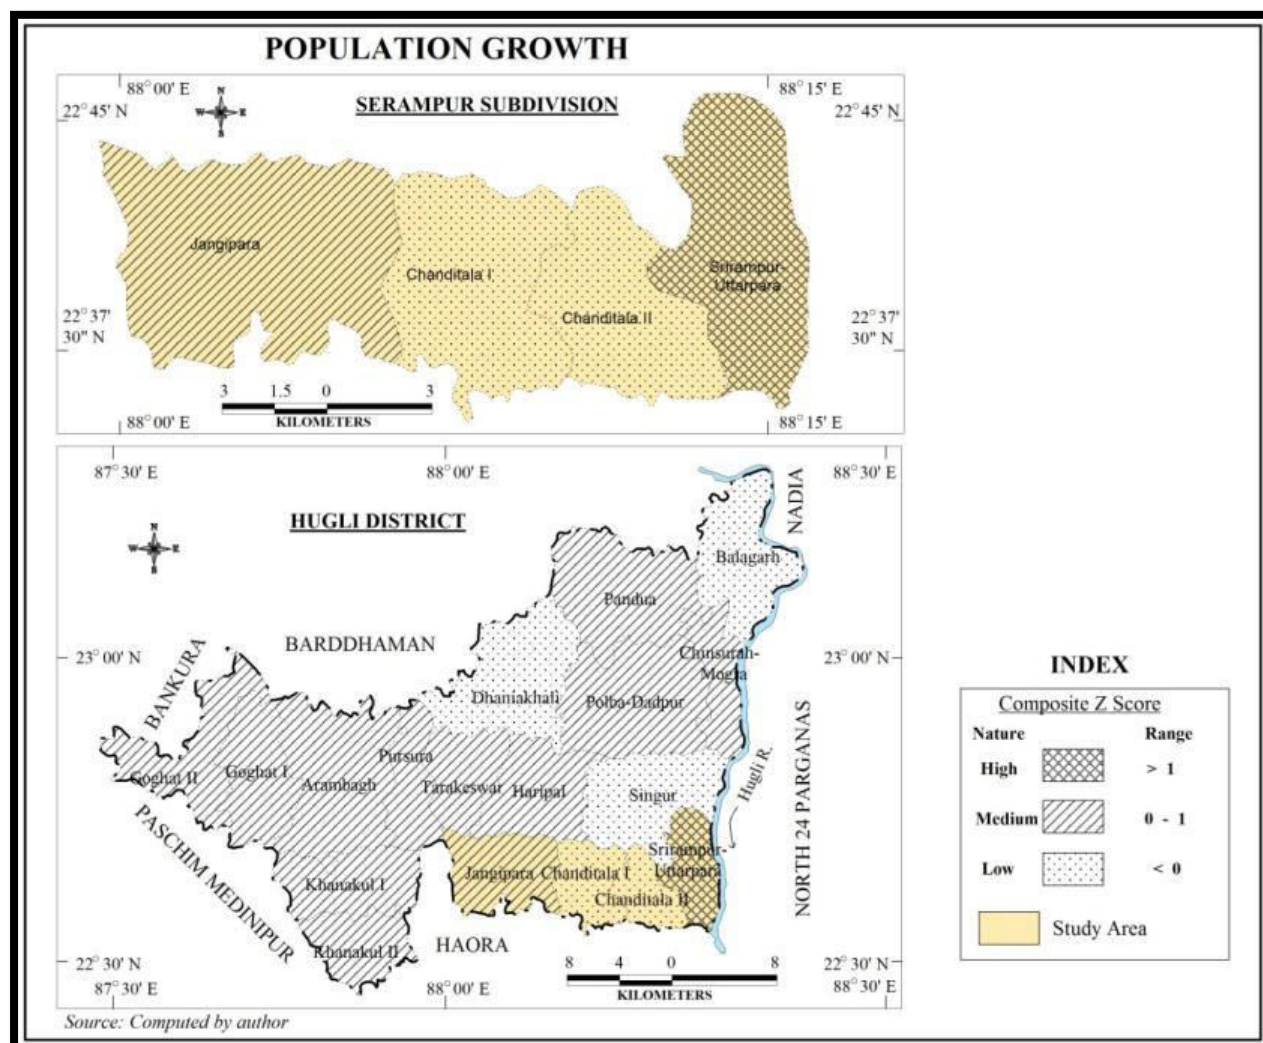 POPULATION GROWTH
SERAMPUR SUBDIVISION
88° 00' E
88° 15' E
22° 45' N
22° 45' N
N
W E
S
Jangipara
Chanditala I
Chanditala II
Srirampur-
Uttarpara
22° 37'
30" N
22° 37'
30" N
3 1.5 0 3
KILOMETERS
88° 00' E
88° 15' E
87° 30' E
88° 00' E
88° 30' E
HUGLI DISTRICT
N
W E
S
NADIA
Balagarh
Pandua
BARDDHAMAN
BANKURA
23° 00' N
23° 00' N
Chinsurah-
Mogra
Dhaniakhali
Polba-Dadpur
Pursura
Goghat II
Goghat I
Arambagh
Tarakeswar
Haripal
Singur
Hugli R.
NORTH 24 PARGANAS
PASCHIM MEDINIPUR
Srirampur-
Uttarpara
Jangipara
Chanditala I
Chanditala II
Khanakul I
Khanakul II
HAORA
22° 30' N
22° 30' N
8 4 0 8
KILOMETERS
87° 30' E
88° 00' E
88° 30' E
Source: Computed by author
INDEX
Composite Z Score
Nature Range
High > 1
Medium 0 - 1
Low < 0
Study Area